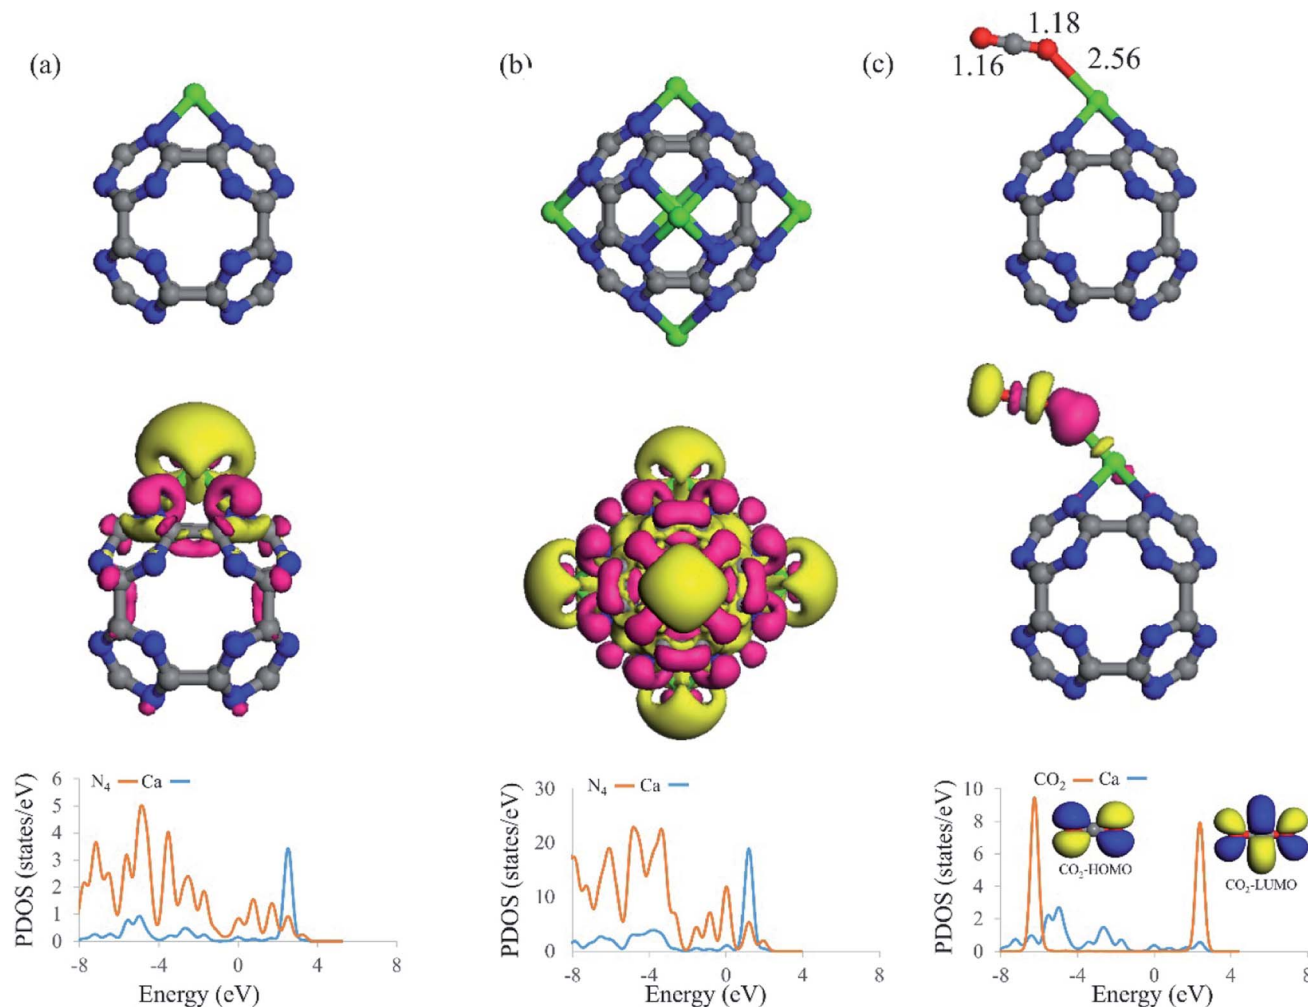 (a)
(b)
(c)
1.18
1.16
2.56
N₄ Ca
PDOS (states/eV)
6
5
4
3
2
1
0
-8
-4
0
4
8
Energy (eV)
N₄ Ca
PDOS (states/eV)
30
20
10
0
-8
-4
0
4
8
Energy (eV)
CO₂ Ca
PDOS (states/eV)
10
8
6
4
2
0
CO₂-HOMO
CO₂-LUMO
-8
-4
0
4
8
Energy (eV)